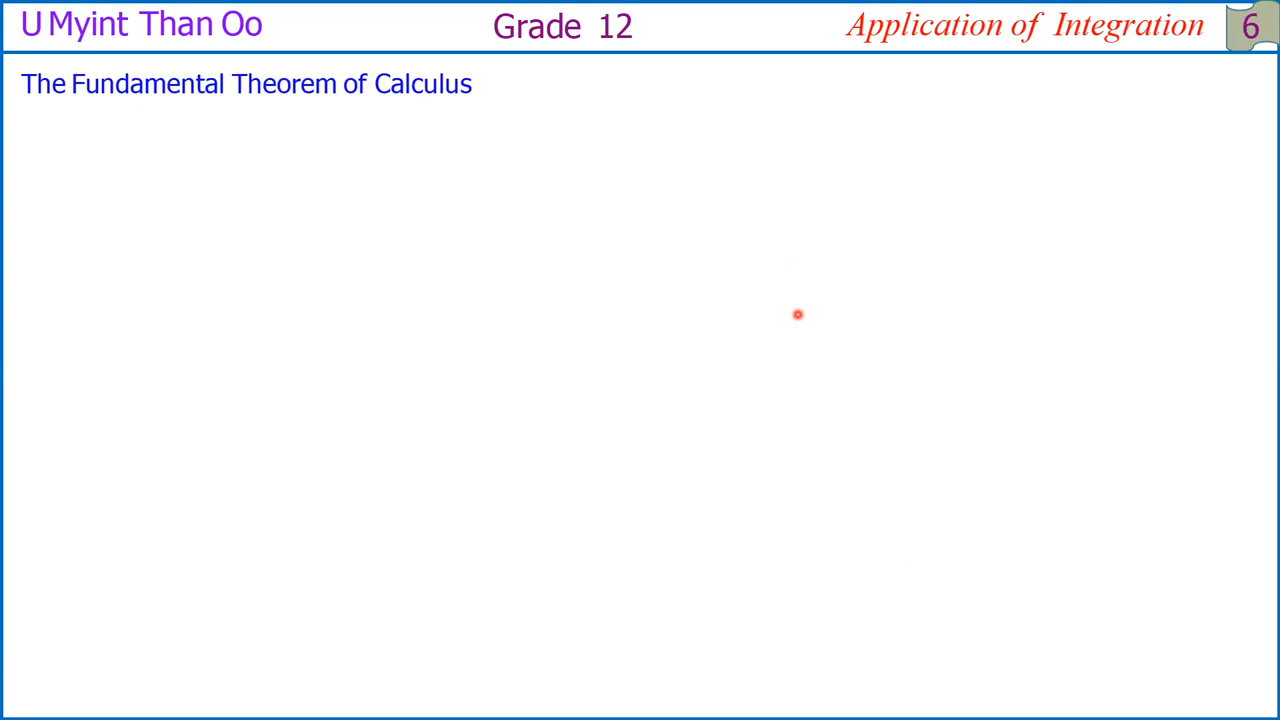 U Myint Than Oo Grade 12 Application of Integration 6
The Fundamental Theorem of Calculus